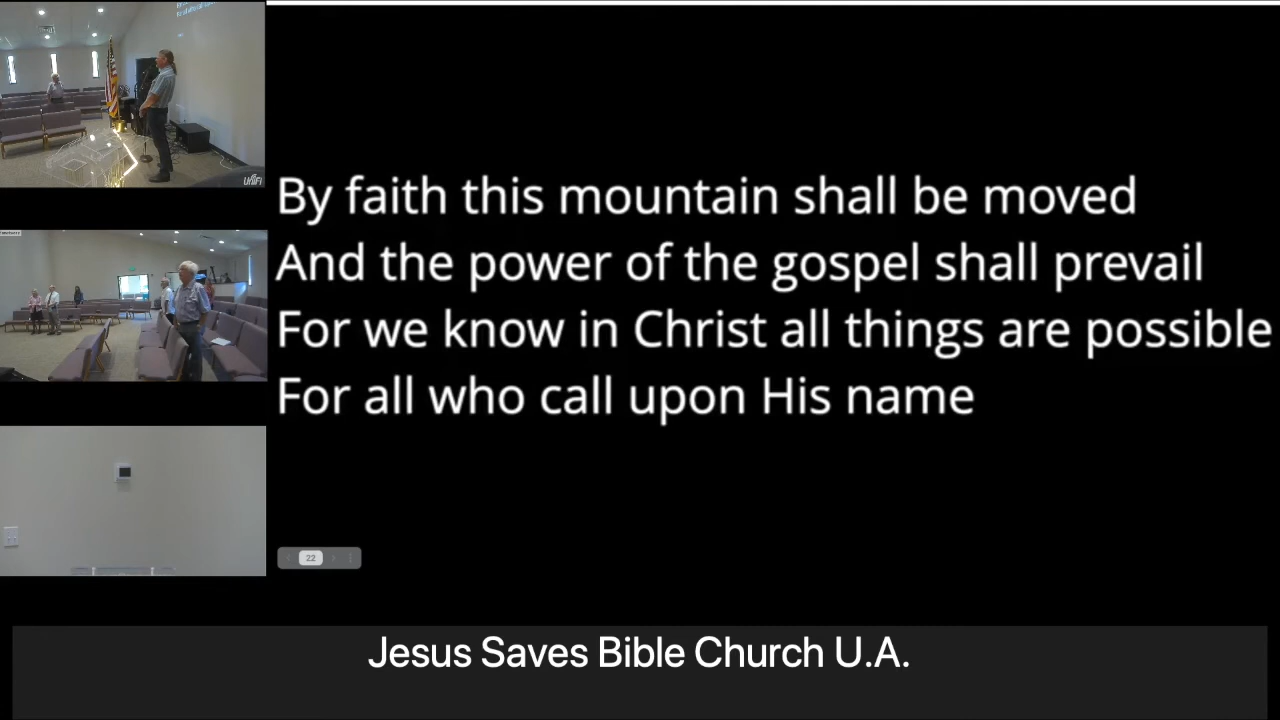 By faith this mountain shall be moved
And the power of the gospel shall prevail
For we know in Christ all things are possible
For all who call upon His name
22
UniFi
Jesus Saves Bible Church U.A.